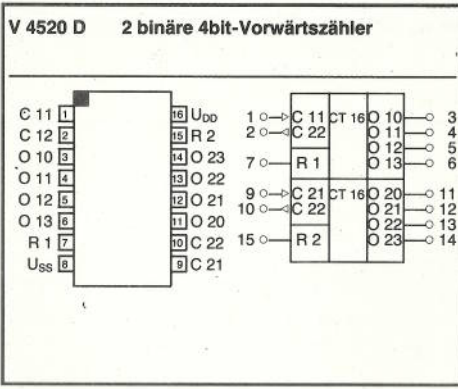 V 4520 D 2 binäre 4bit-Vorwärtszähler
C 11 1
C 12 2
O 10 3
O 11 4
O 12 5
O 13 6
R 1 7
USS 8
16 UDD
15 R 2
14 O 23
13 O 22
12 O 21
11 O 20
10 C 22
9 C 21
1 C 11 CT 16 O 10 3
2 C 22 O 11 4
O 12 5
7 R 1 O 13 6
9 C 21 CT 16 O 20 11
10 C 22 O 21 12
O 22 13
15 R 2 O 23 14